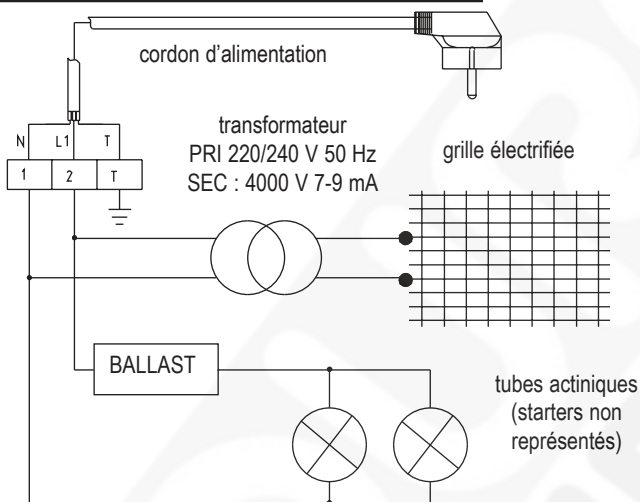 cordon d'alimentation
transformateur
PRI 220/240 V 50 Hz
SEC : 4000 V 7-9 mA
grille électrifiée
N L1 T
1 2 T
BALLAST
tubes actiniques
(starters non
représentés)